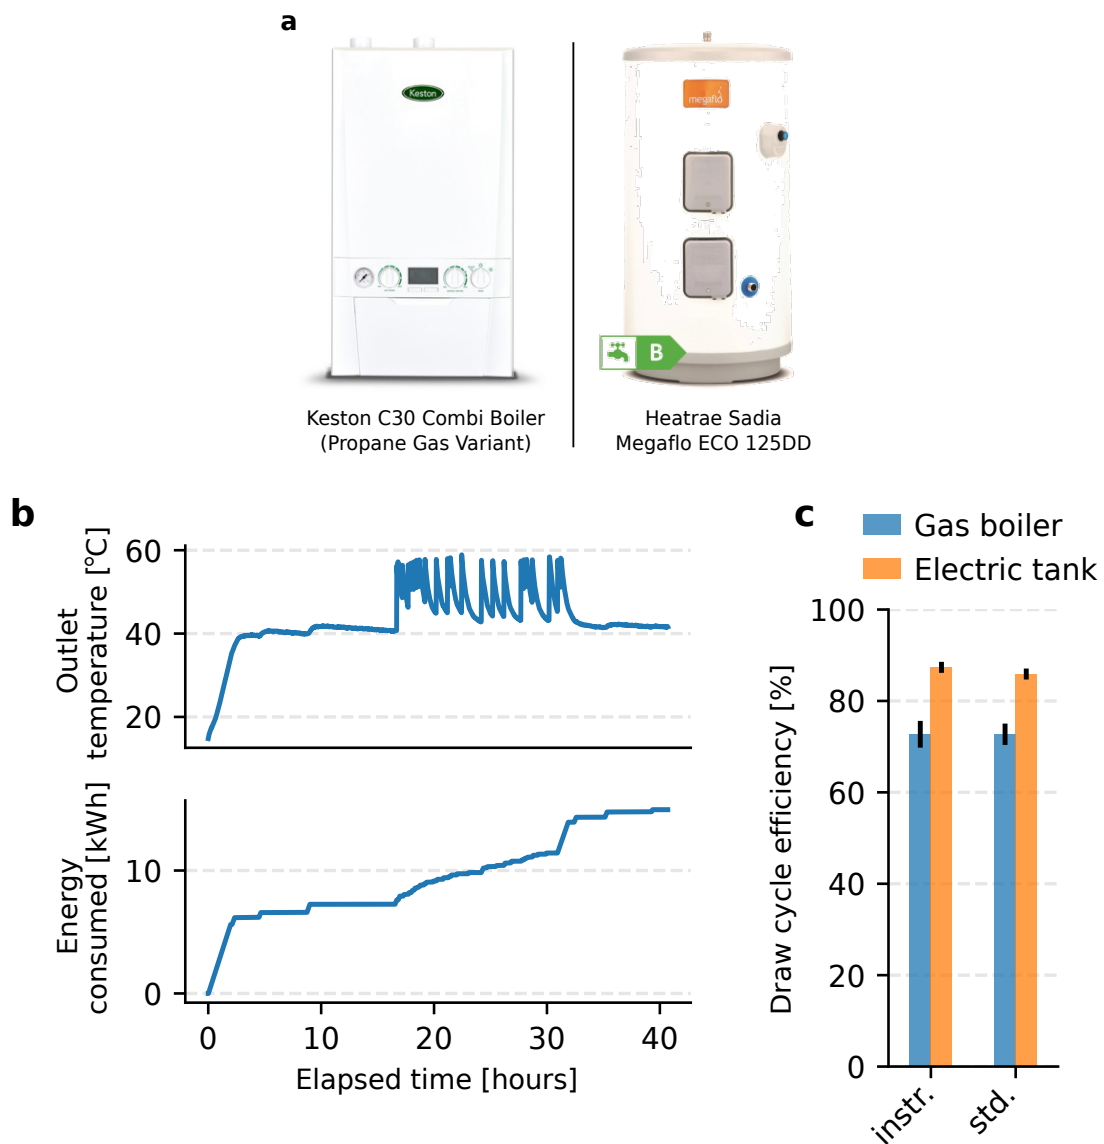 a
Keston
megaflo
B
Keston C30 Combi Boiler
(Propane Gas Variant)
Heatrae Sadia
Megaflo ECO 125DD
b
Outlet
temperature [°C]
60
40
20
Energy
consumed [kWh]
10
0
0 10 20 30 40
Elapsed time [hours]
c
Gas boiler
Electric tank
Draw cycle efficiency [%]
100
80
60
40
20
0
instr.
std.